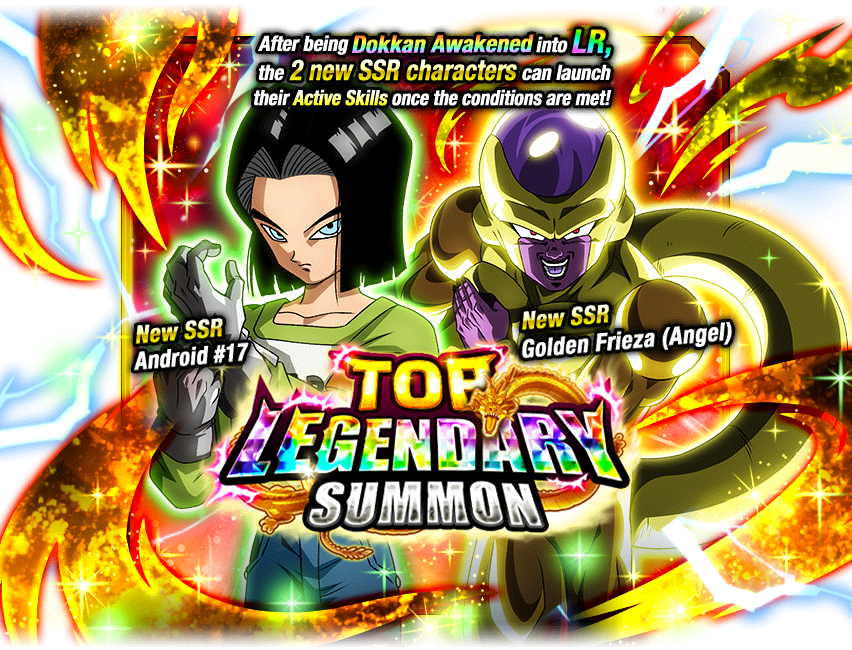 After being Dokkan Awakened into LR,
the 2 new SSR characters can launch
their Active Skills once the conditions are met!
New SSR
Android #17
New SSR
Golden Frieza (Angel)
TOP
LEGENDARY
SUMMON